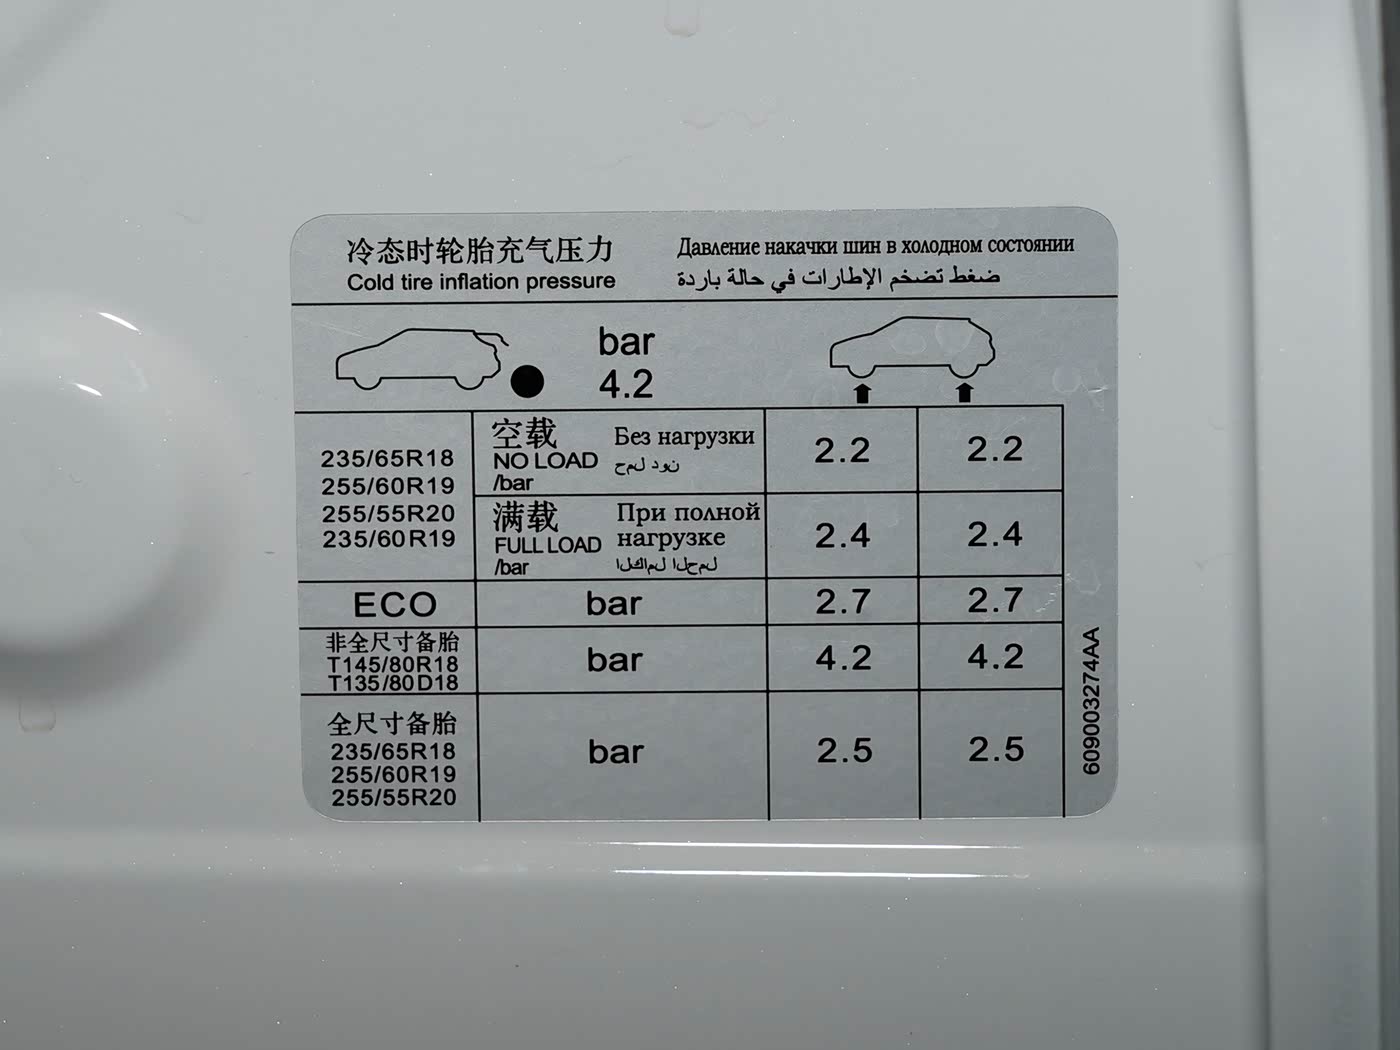 冷态时轮胎充气压力
Cold tire inflation pressure
Давление накачки шин в холодном состоянии
ضغط تضخم الإطارات في حالة باردة
bar
4.2
235/65R18
255/60R19
255/55R20
235/60R19
空载
NO LOAD
/bar
Без нагрузки
حمل دون
2.2
2.2
满载
FULL LOAD
/bar
При полной
нагрузке
الكامل الحمل
2.4
2.4
ECO
bar
2.7
2.7
非全尺寸备胎
T145/80R18
T135/80D18
bar
4.2
4.2
全尺寸备胎
235/65R18
255/60R19
255/55R20
bar
2.5
2.5
609003274AA